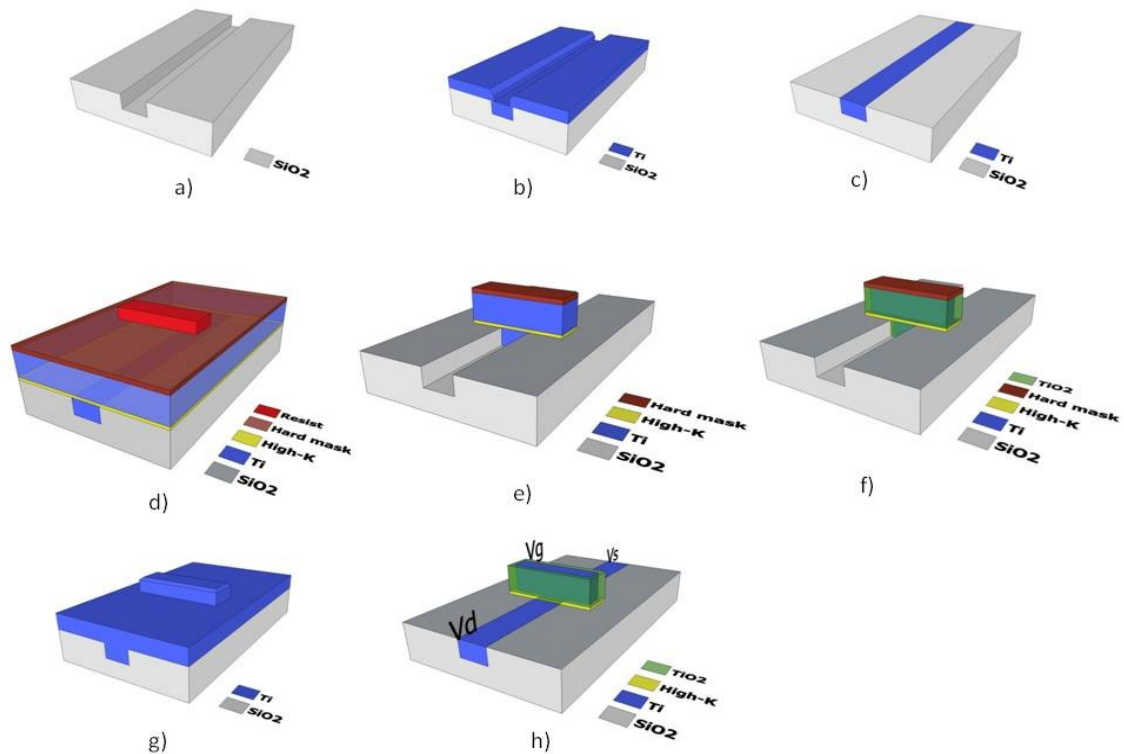 SiO2
a)
Ti
SiO2
b)
Ti
SiO2
c)
Resist
Hard mask
High-K
Ti
SiO2
d)
Hard mask
High-K
Ti
SiO2
e)
TiO2
Hard mask
High-K
Ti
SiO2
f)
Ti
SiO2
g)
Vg
Vs
Vd
TiO2
High-K
Ti
SiO2
h)